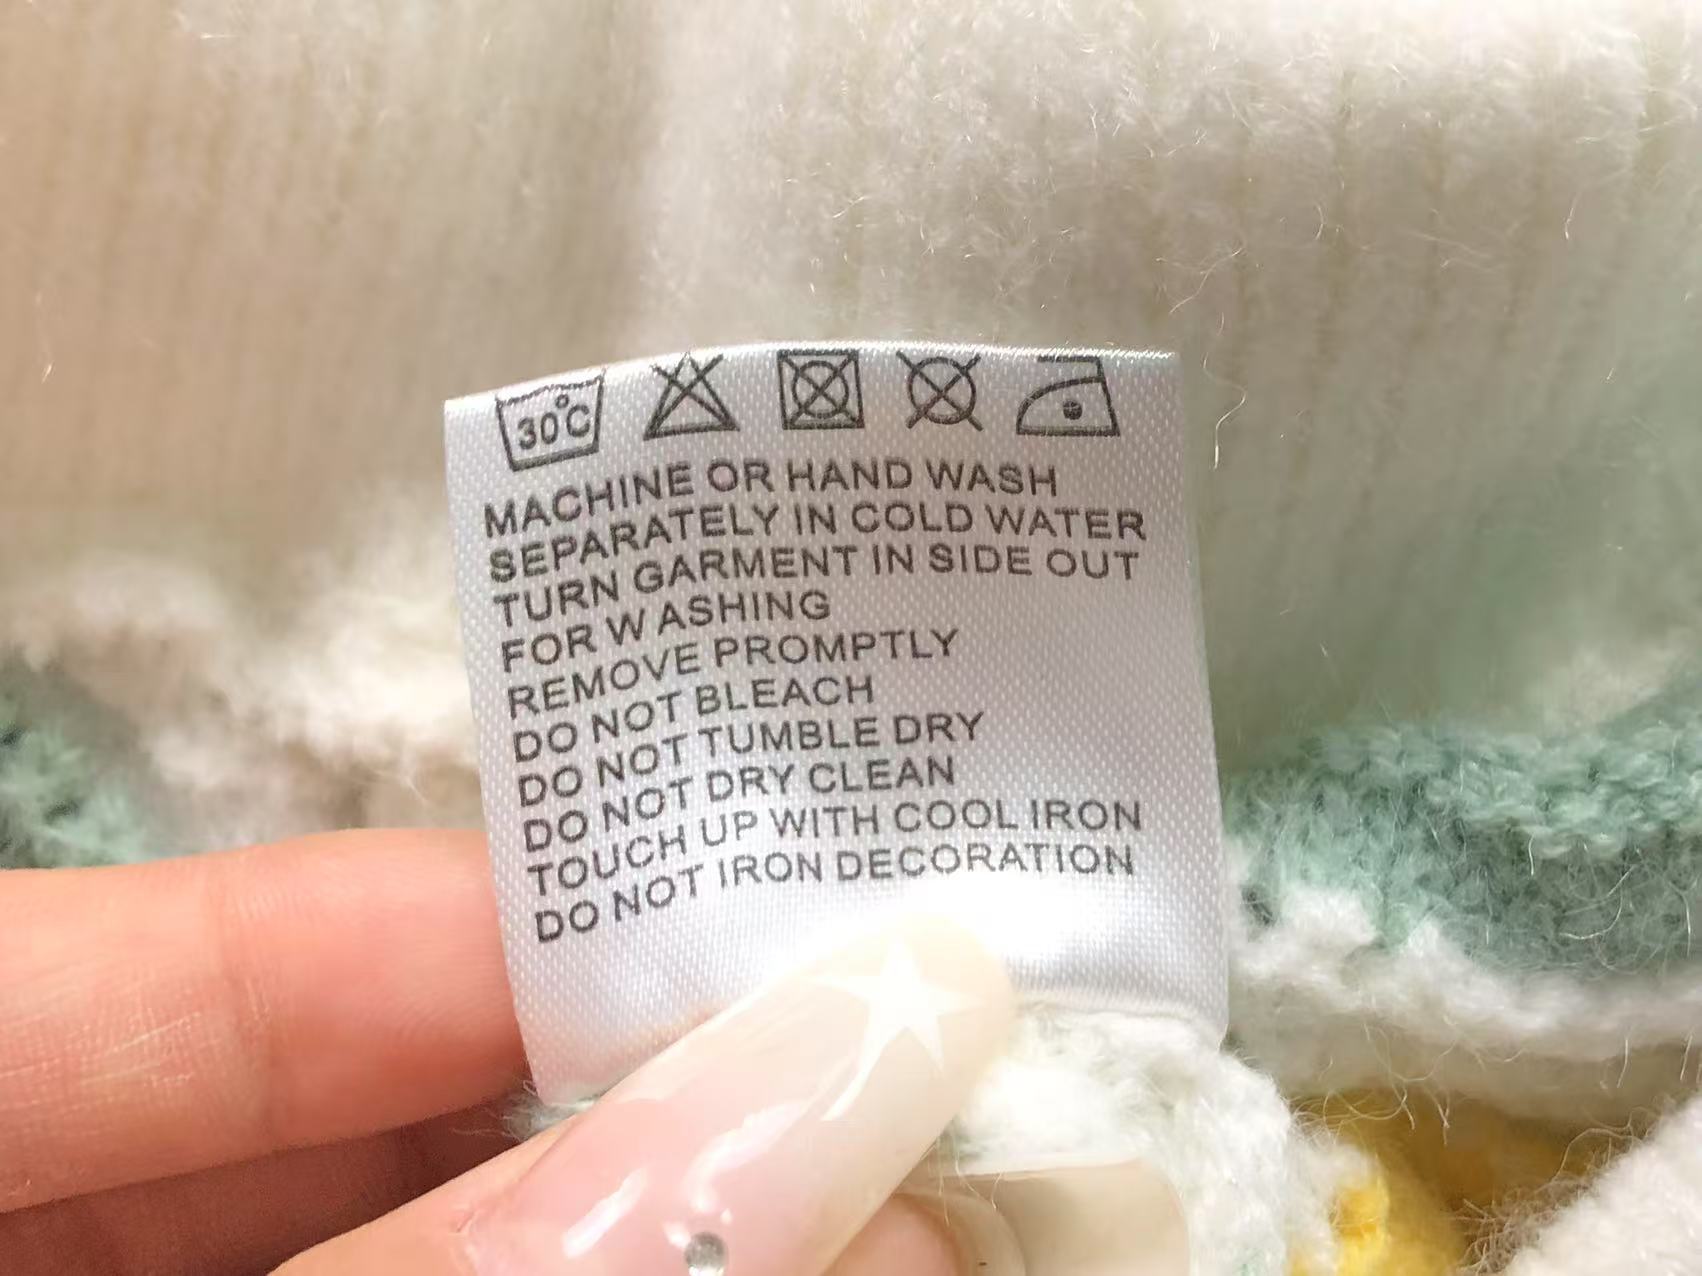 30°C
MACHINE OR HAND WASH
SEPARATELY IN COLD WATER
TURN GARMENT IN SIDE OUT
FOR WASHING
REMOVE PROMPTLY
DO NOT BLEACH
DO NOT TUMBLE DRY
DO NOT DRY CLEAN
TOUCH UP WITH COOL IRON
DO NOT IRON DECORATION